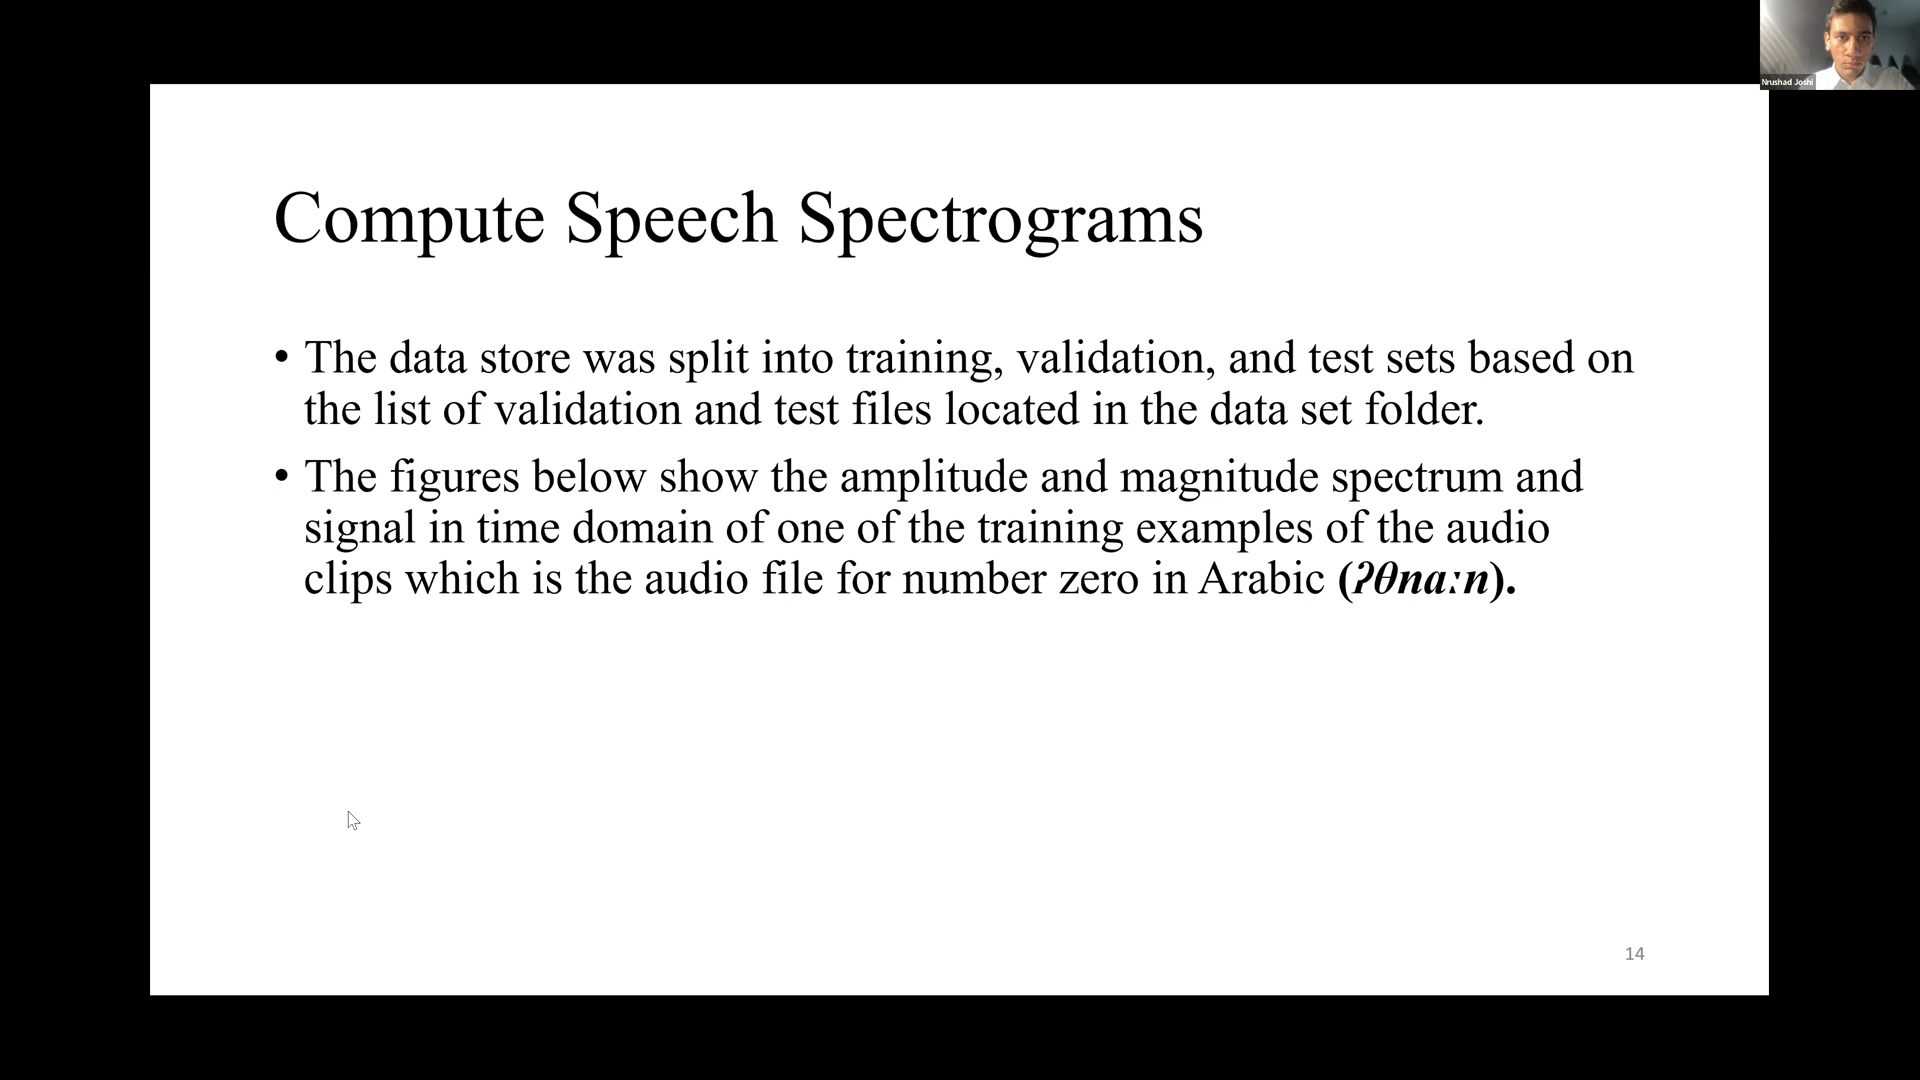 Nrushad Joshi
Compute Speech Spectrograms
• The data store was split into training, validation, and test sets based on
the list of validation and test files located in the data set folder.
• The figures below show the amplitude and magnitude spectrum and
signal in time domain of one of the training examples of the audio
clips which is the audio file for number zero in Arabic (ʔθnaːn).
14